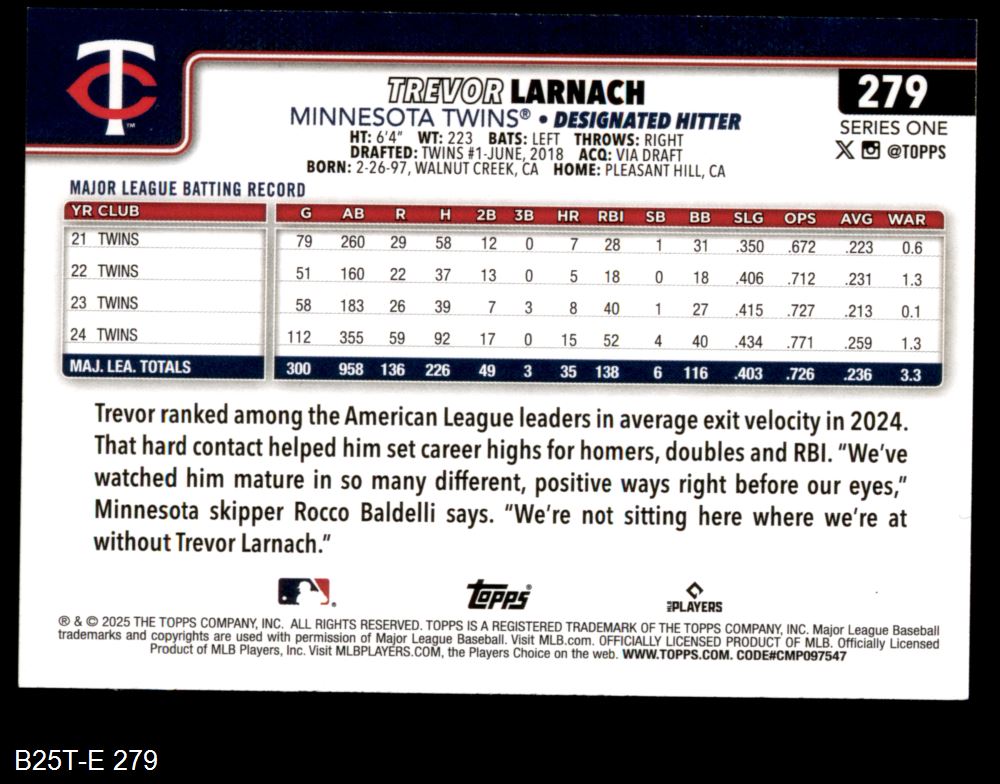 TC
™
TREVOR LARNACH
279
MINNESOTA TWINS® • DESIGNATED HITTER
SERIES ONE
HT: 6'4" WT: 223 BATS: LEFT THROWS: RIGHT
DRAFTED: TWINS #1-JUNE, 2018 ACQ: VIA DRAFT
X @TOPPS
BORN: 2-26-97, WALNUT CREEK, CA HOME: PLEASANT HILL, CA
MAJOR LEAGUE BATTING RECORD
YR CLUB G AB R H 2B 3B HR RBI SB BB SLG OPS AVG WAR
21 TWINS 79 260 29 58 12 0 7 28 1 31 .350 .672 .223 0.6
22 TWINS 51 160 22 37 13 0 5 18 0 18 .406 .712 .231 1.3
23 TWINS 58 183 26 39 7 3 8 40 1 27 .415 .727 .213 0.1
24 TWINS 112 355 59 92 17 0 15 52 4 40 .434 .771 .259 1.3
MAJ. LEA. TOTALS 300 958 136 226 49 3 35 138 6 116 .403 .726 .236 3.3
Trevor ranked among the American League leaders in average exit velocity in 2024.
That hard contact helped him set career highs for homers, doubles and RBI. "We've
watched him mature in so many different, positive ways right before our eyes,"
Minnesota skipper Rocco Baldelli says. "We're not sitting here where we're at
without Trevor Larnach."
Topps® PLAYERS
® & © 2025 THE TOPPS COMPANY, INC. ALL RIGHTS RESERVED. TOPPS IS A REGISTERED TRADEMARK OF THE TOPPS COMPANY, INC. Major League Baseball
trademarks and copyrights are used with permission of Major League Baseball. Visit MLB.com. OFFICIALLY LICENSED PRODUCT OF MLB. Officially Licensed
Product of MLB Players, Inc. Visit MLBPLAYERS.COM, the Players Choice on the web. WWW.TOPPS.COM. CODE#CMP097547
B25T-E 279